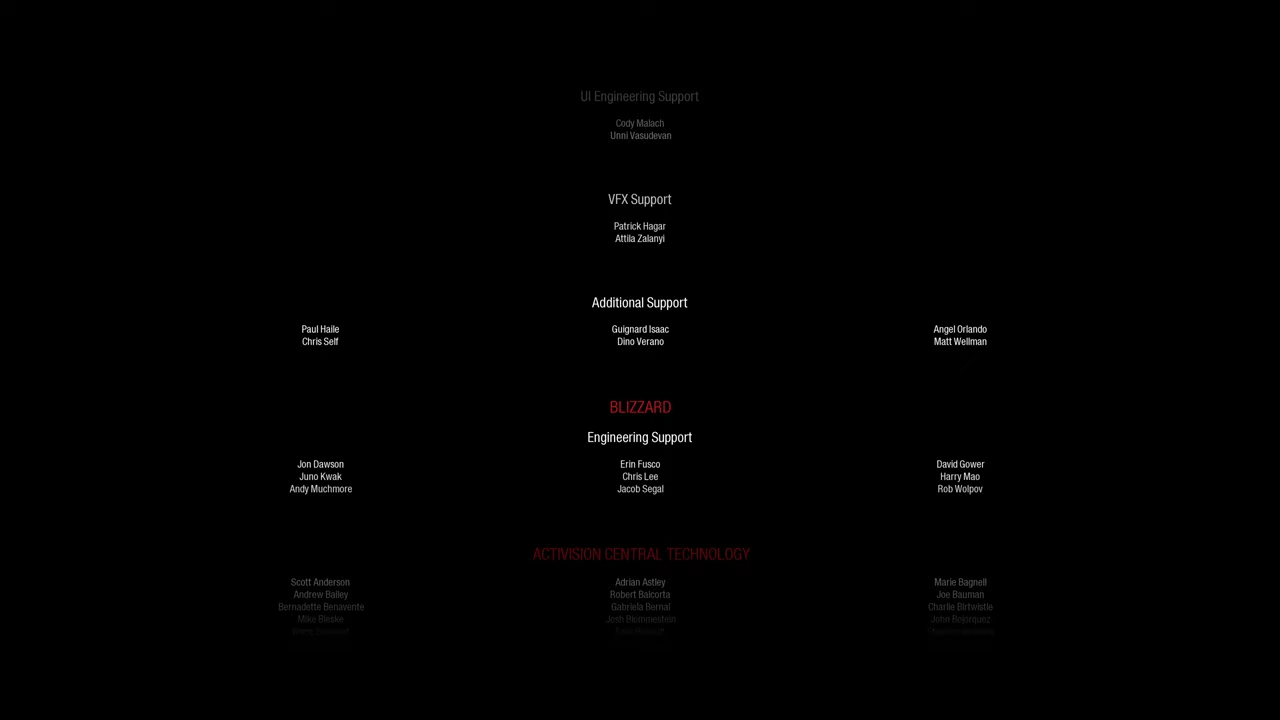 UI Engineering Support
Cody Malach
Unni Vasudevan
VFX Support
Patrick Hagar
Attila Zalanyi
Additional Support
Paul Haile Guignard Isaac Angel Orlando
Chris Self Dino Verano Matt Wellman
BLIZZARD
Engineering Support
Jon Dawson Erin Fusco David Gower
Juno Kwak Chris Lee Harry Mao
Andy Muchmore Jacob Segal Rob Wolpov
ACTIVISION CENTRAL TECHNOLOGY
Scott Anderson Adrian Astley Marie Bagnell
Andrew Bailey Robert Balcorta Joe Bauman
Bernadette Benavente Gabriela Bernal Charlie Birtwistle
Mike Bleske Josh Blommestein John Bojorquez